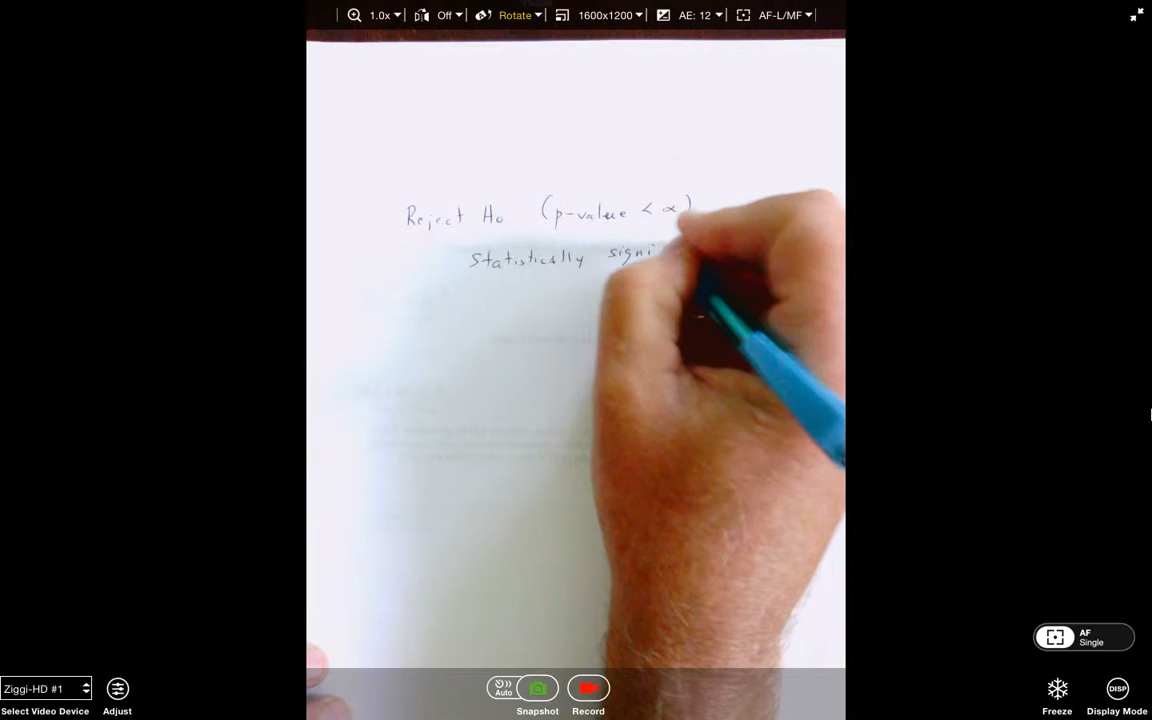 1.0x Off Rotate 1600x1200 AE: 12 AF-L/MF
Reject Ho (p-value < α)
Statistically signi
AF
Single
Ziggi-HD #1
Select Video Device
Adjust
Auto
Snapshot
Record
Freeze
DISP
Display Mode